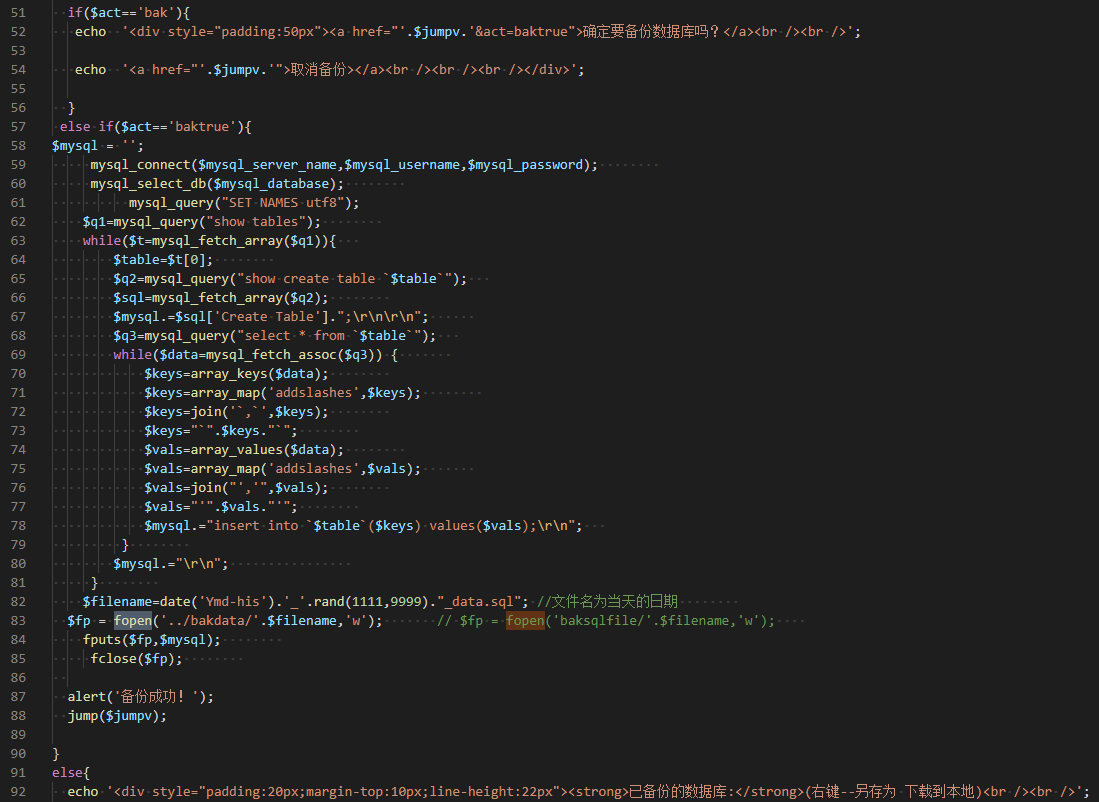 51 if($act=='bak'){
52 echo '<div style="padding:50px"><a href="'.$jumpv.'&act=baktrue">确定要备份数据库吗？</a><br /><br />';
53
54 echo '<a href="'.$jumpv.'">取消备份></a><br /><br /><br /></div>';
55
56 }
57 else if($act=='baktrue'){
58 $mysql = '';
59 mysql_connect($mysql_server_name,$mysql_username,$mysql_password);
60 mysql_select_db($mysql_database);
61 mysql_query("SET NAMES utf8");
62 $q1=mysql_query("show tables");
63 while($t=mysql_fetch_array($q1)){
64 $table=$t[0];
65 $q2=mysql_query("show create table `$table`");
66 $sql=mysql_fetch_array($q2);
67 $mysql.=$sql['Create Table'].";\r\n\r\n";
68 $q3=mysql_query("select * from `$table`");
69 while($data=mysql_fetch_assoc($q3)) {
70 $keys=array_keys($data);
71 $keys=array_map('addslashes',$keys);
72 $keys=join('`,`',$keys);
73 $keys="`".$keys."`";
74 $vals=array_values($data);
75 $vals=array_map('addslashes',$vals);
76 $vals=join("','",$vals);
77 $vals="'".$vals."'";
78 $mysql.="insert into `$table`($keys) values($vals);\r\n";
79 }
80 $mysql.="\r\n";
81 }
82 $filename=date('Ymd-his').'_'.rand(1111,9999)."_data.sql"; //文件名为当天的日期
83 $fp = fopen('../bakdata/'.$filename,'w'); // $fp = fopen('baksqlfile/'.$filename,'w');
84 fputs($fp,$mysql);
85 fclose($fp);
86
87 alert('备份成功！');
88 jump($jumpv);
89
90 }
91 else{
92 echo '<div style="padding:20px;margin-top:10px;line-height:22px"><strong>已备份的数据库:</strong>(右键--另存为 下载到本地)<br /><br />';